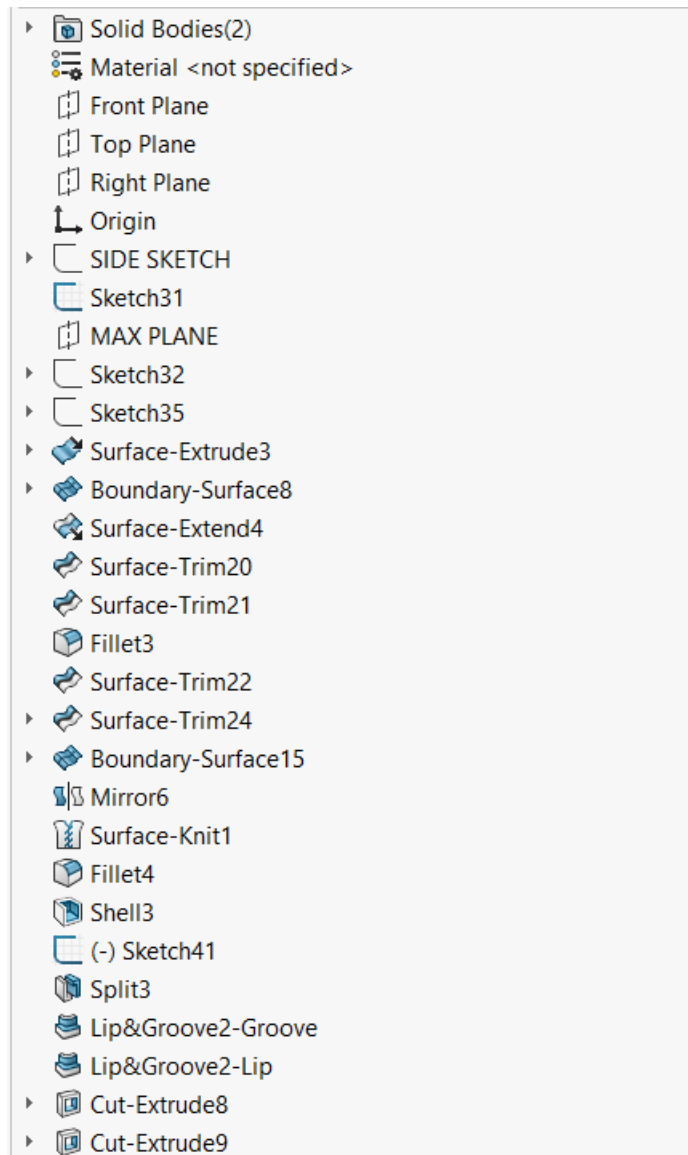 Solid Bodies(2)
Material <not specified>
Front Plane
Top Plane
Right Plane
Origin
SIDE SKETCH
Sketch31
MAX PLANE
Sketch32
Sketch35
Surface-Extrude3
Boundary-Surface8
Surface-Extend4
Surface-Trim20
Surface-Trim21
Fillet3
Surface-Trim22
Surface-Trim24
Boundary-Surface15
Mirror6
Surface-Knit1
Fillet4
Shell3
(-) Sketch41
Split3
Lip&Groove2-Groove
Lip&Groove2-Lip
Cut-Extrude8
Cut-Extrude9